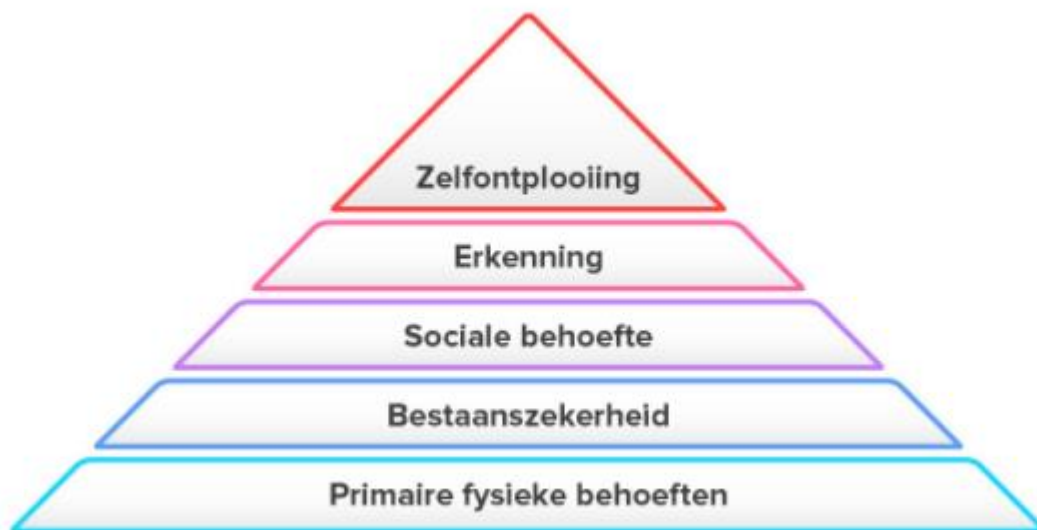 Zelfontplooiing
Erkenning
Sociale behoefte
Bestaanszekerheid
Primaire fysieke behoeften